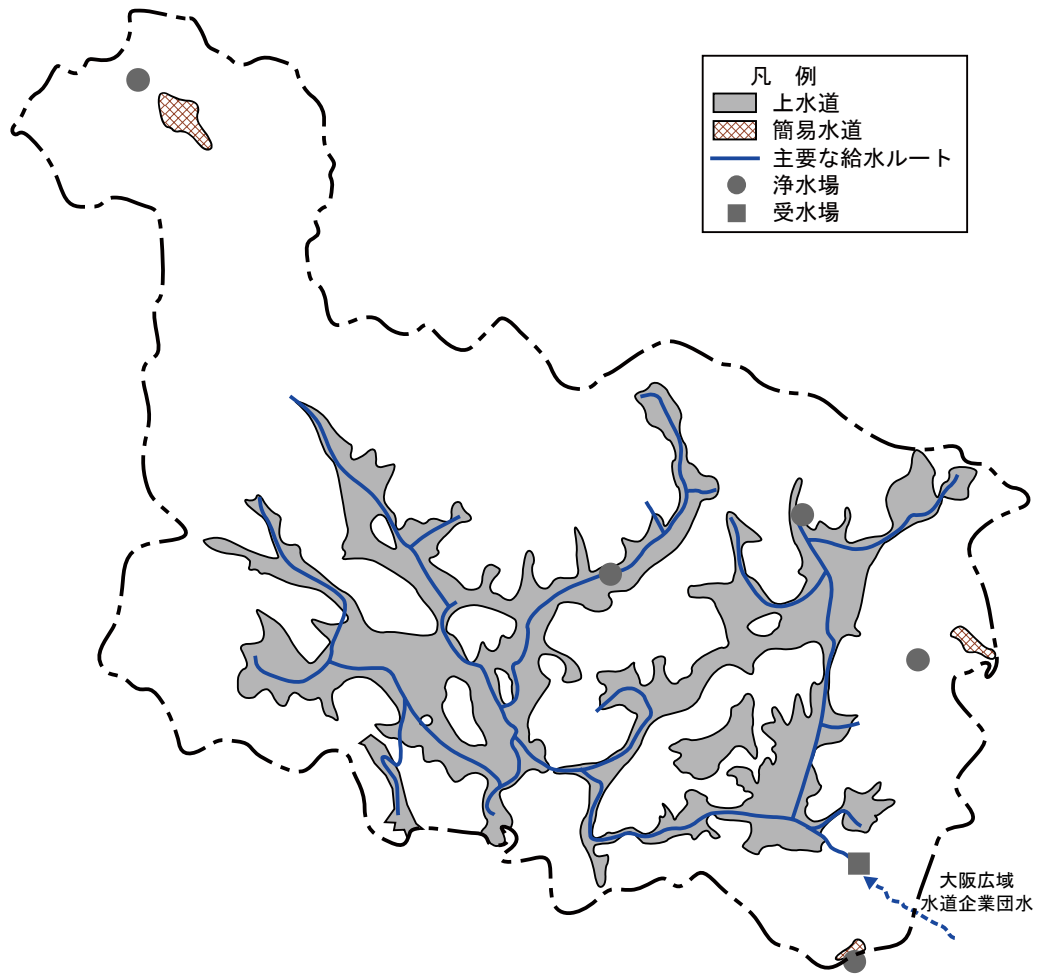 凡 例
上水道
簡易水道
主要な給水ルート
浄水場
受水場
大阪広域
水道企業団水